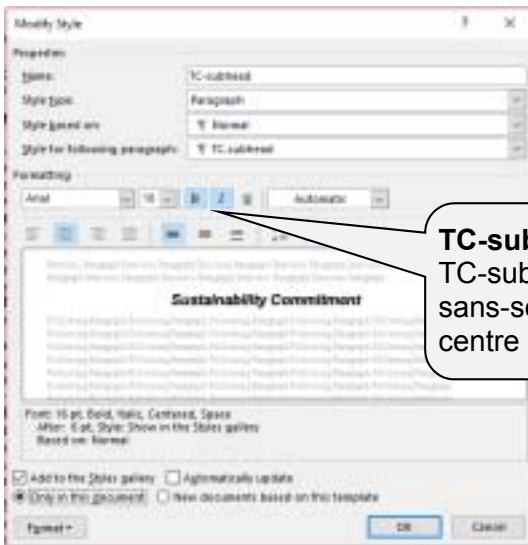 Modify Style ? ×
Properties
Name: TC-subhead
Style type: Paragraph
Style based on: ¶ Normal
Style for following paragraph: ¶ TC-subhead
Formatting
Arial B I U Automatic
TC-sub
TC-sub
sans-se
centre
Sustainability Commitment
Font: 16 pt, Bold, Italic, Centered, Space
After: 6 pt, Style: Show in the Styles gallery
Based on: Normal
Add to the Styles gallery Automatically update
Only in this document New documents based on this template
Format OK Cancel